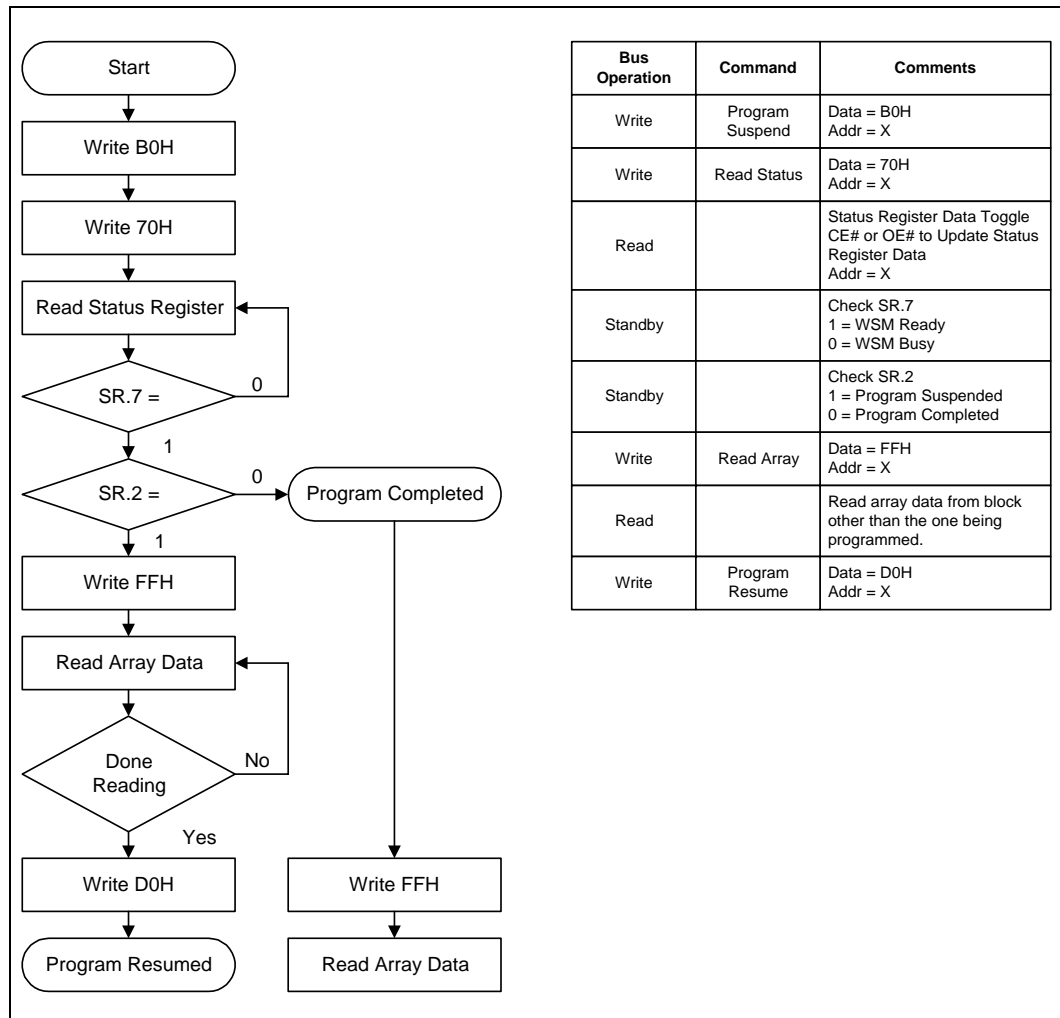 Start
Write B0H
Write 70H
Read Status Register
SR.7 =
0
1
SR.2 =
0
Program Completed
1
Write FFH
Read Array Data
Done
Reading
No
Yes
Write D0H
Write FFH
Program Resumed
Read Array Data
Bus
Operation
Command
Comments
Write
Program
Suspend
Data = B0H
Addr = X
Write
Read Status
Data = 70H
Addr = X
Read
Status Register Data Toggle
CE# or OE# to Update Status
Register Data
Addr = X
Standby
Check SR.7
1 = WSM Ready
0 = WSM Busy
Standby
Check SR.2
1 = Program Suspended
0 = Program Completed
Write
Read Array
Data = FFH
Addr = X
Read
Read array data from block
other than the one being
programmed.
Write
Program
Resume
Data = D0H
Addr = X